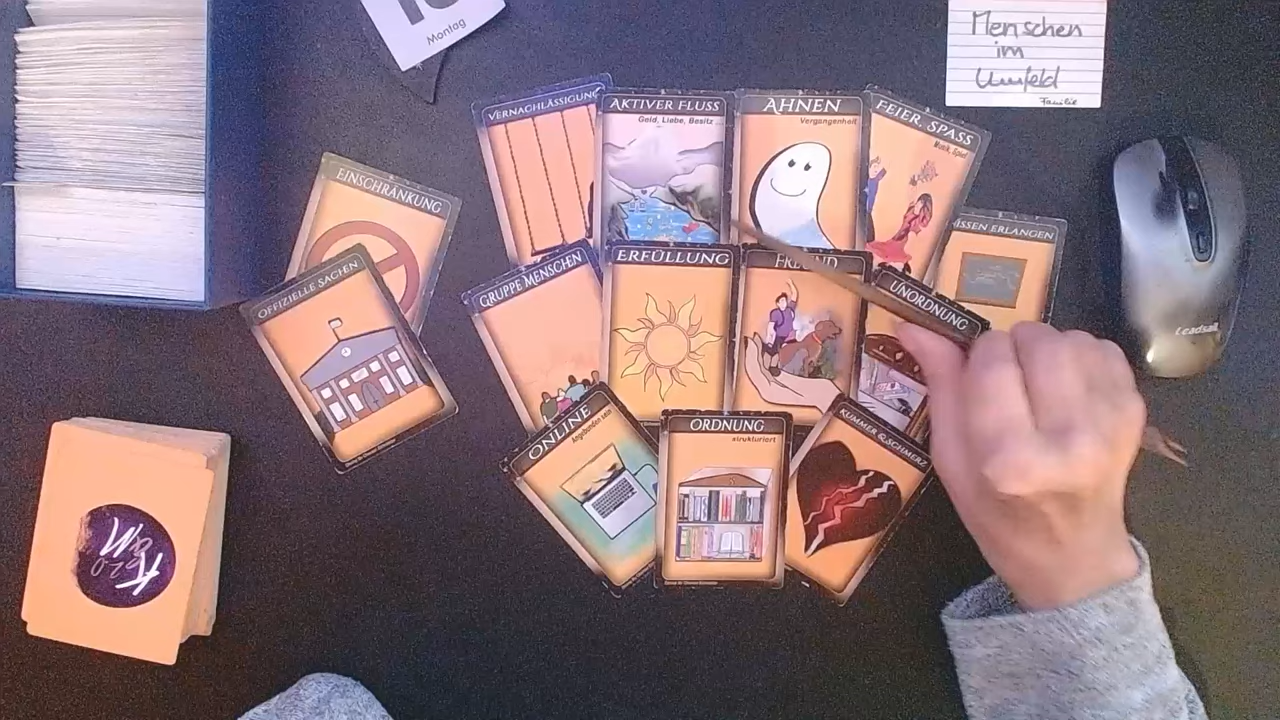 Montag
Menschen
im
Umfeld
Familie
VERNACHLÄSSIGUNG
AKTIVER FLUSS
Geld, Liebe, Besitz ...
AHNEN
Vergangenheit
FEIER, SPASS
Musik, Spiel
EINSCHRÄNKUNG
ISSEN ERLANGEN
OFFIZIELLE SACHEN
GRUPPE MENSCHEN
ERFÜLLUNG
FREUND
UNORDNUNG
Leadsail
ONLINE
Angebunden sein
ORDNUNG
strukturiert
KUMMER & SCHMERZ